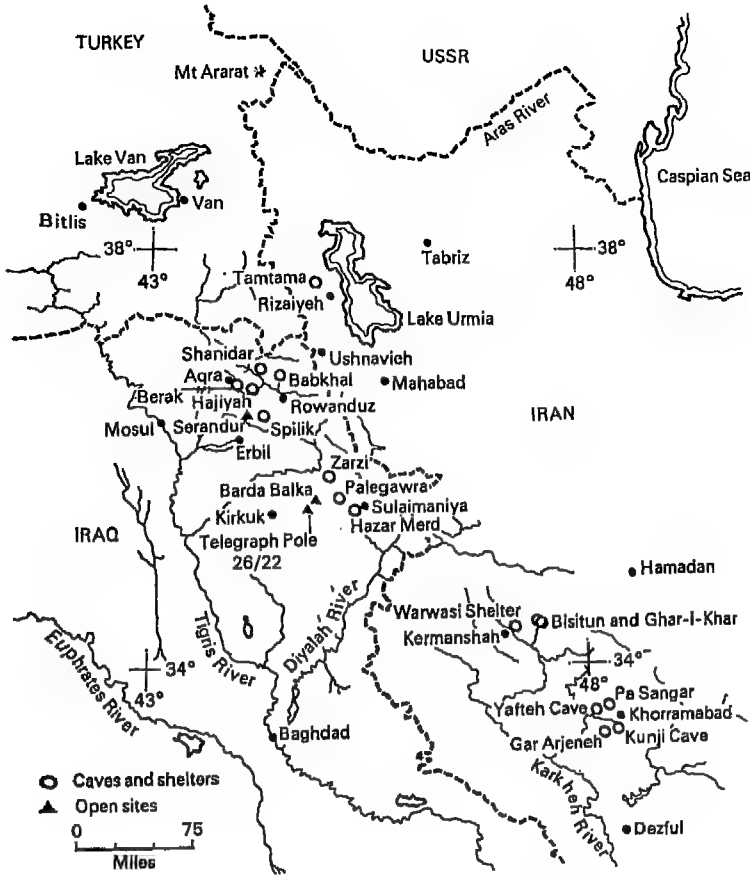 TURKEY
USSR
Mt Ararat
Aras River
Lake Van
Caspian Sea
Van
Bitlis
38°
43°
38°
48°
Tabriz
Tamtama
Rizaiyeh
Lake Urmia
Shanidar
Ushnavieh
Aqra
Babkhal
Mahabad
Berak
Hajiyah
Rowanduz
IRAN
Mosul
Serandur
Spilik
Erbil
Zarzi
Barda Balka
Palegawra
Sulaimaniya
Kirkuk
Hazar Merd
IRAQ
Telegraph Pole
26/22
Hamadan
Tigris River
Diyalah River
Warwasi Shelter
Bisitun and Ghar-I-Khar
Kermanshah
Euphrates River
34°
43°
34°
48°
Pa Sangar
Yafteh Cave
Khorramabad
Baghdad
Gar Arjeneh
Kunji Cave
Karkheh River
Caves and shelters
Open sites
Dezful
0
75
Miles